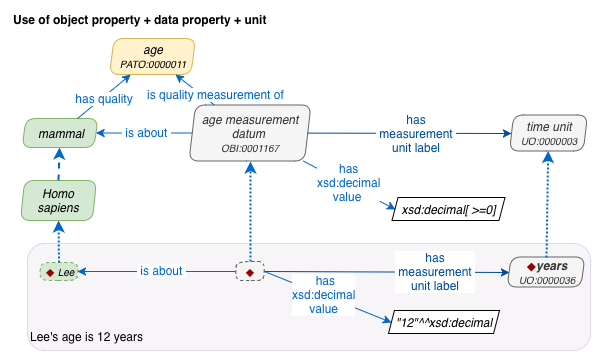 Use of object property + data property + unit
age
PATO:0000011
has quality
is quality measurement of
mammal
is about
age measurement
datum
OBI:0001167
has
measurement
unit label
time unit
UO:0000003
has
xsd:decimal
value
Homo
sapiens
xsd:decimal[ >=0]
Lee
is about
has
measurement
unit label
years
UO:0000036
has
xsd:decimal
value
"12"^^xsd:decimal
Lee's age is 12 years